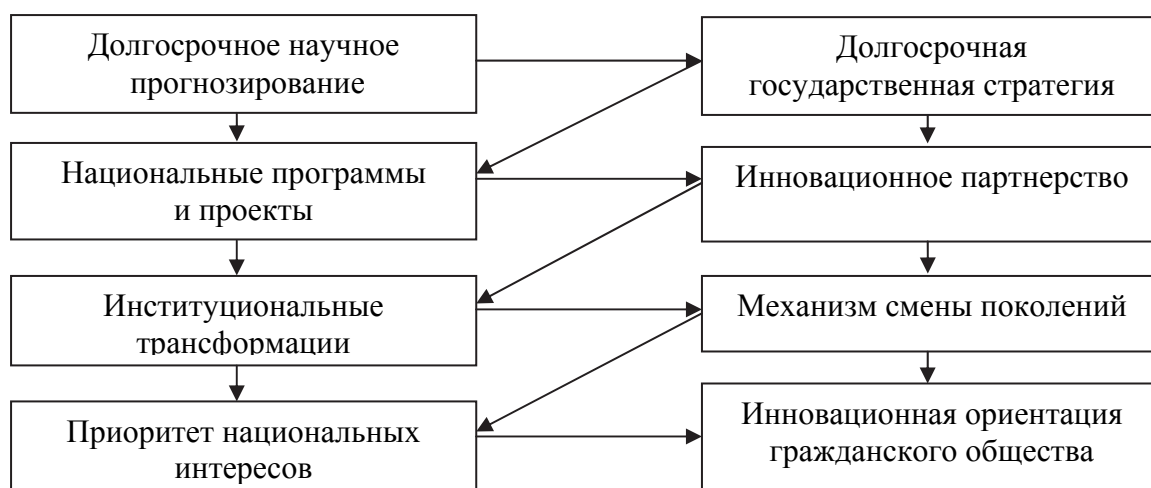 Долгосрочное научное
прогнозирование
Долгосрочная
государственная стратегия
Национальные программы
и проекты
Инновационное партнерство
Институциональные
трансформации
Механизм смены поколений
Приоритет национальных
интересов
Инновационная ориентация
гражданского общества